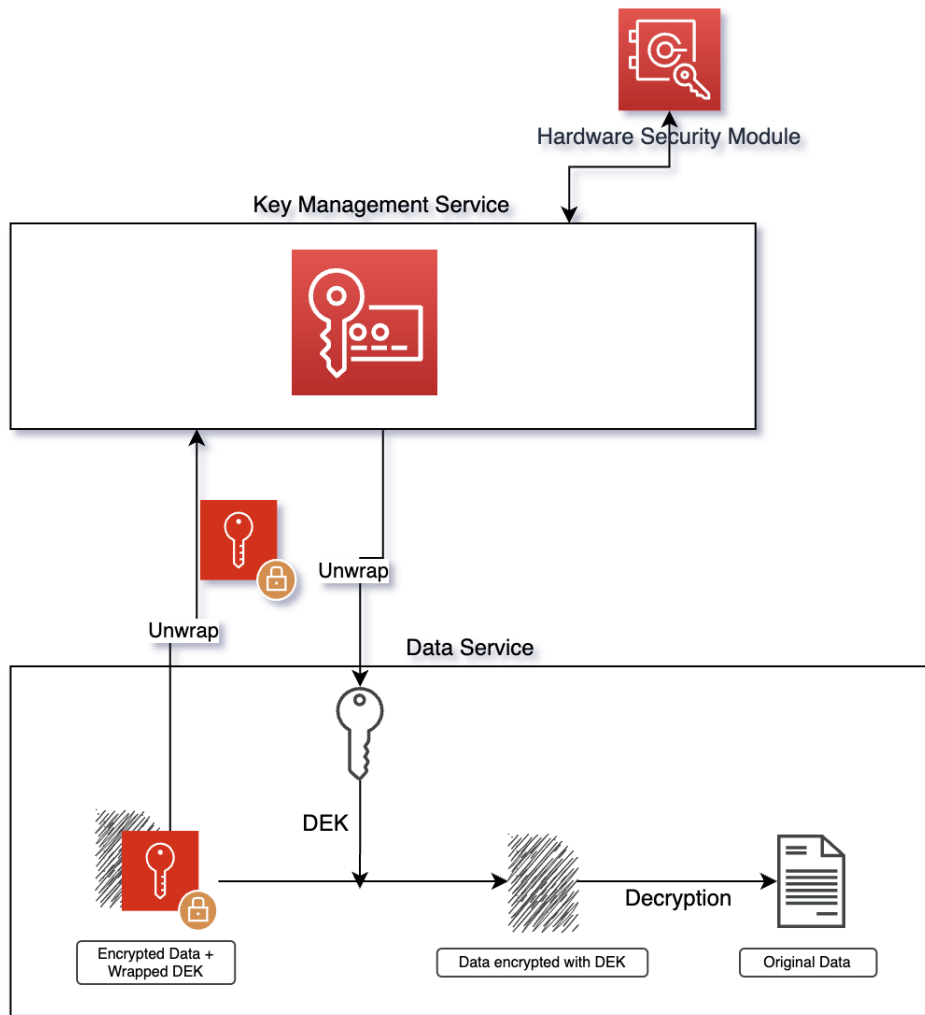 Hardware Security Module
Key Management Service
Unwrap
Unwrap
Data Service
DEK
Decryption
Encrypted Data +
Wrapped DEK
Data encrypted with DEK
Original Data